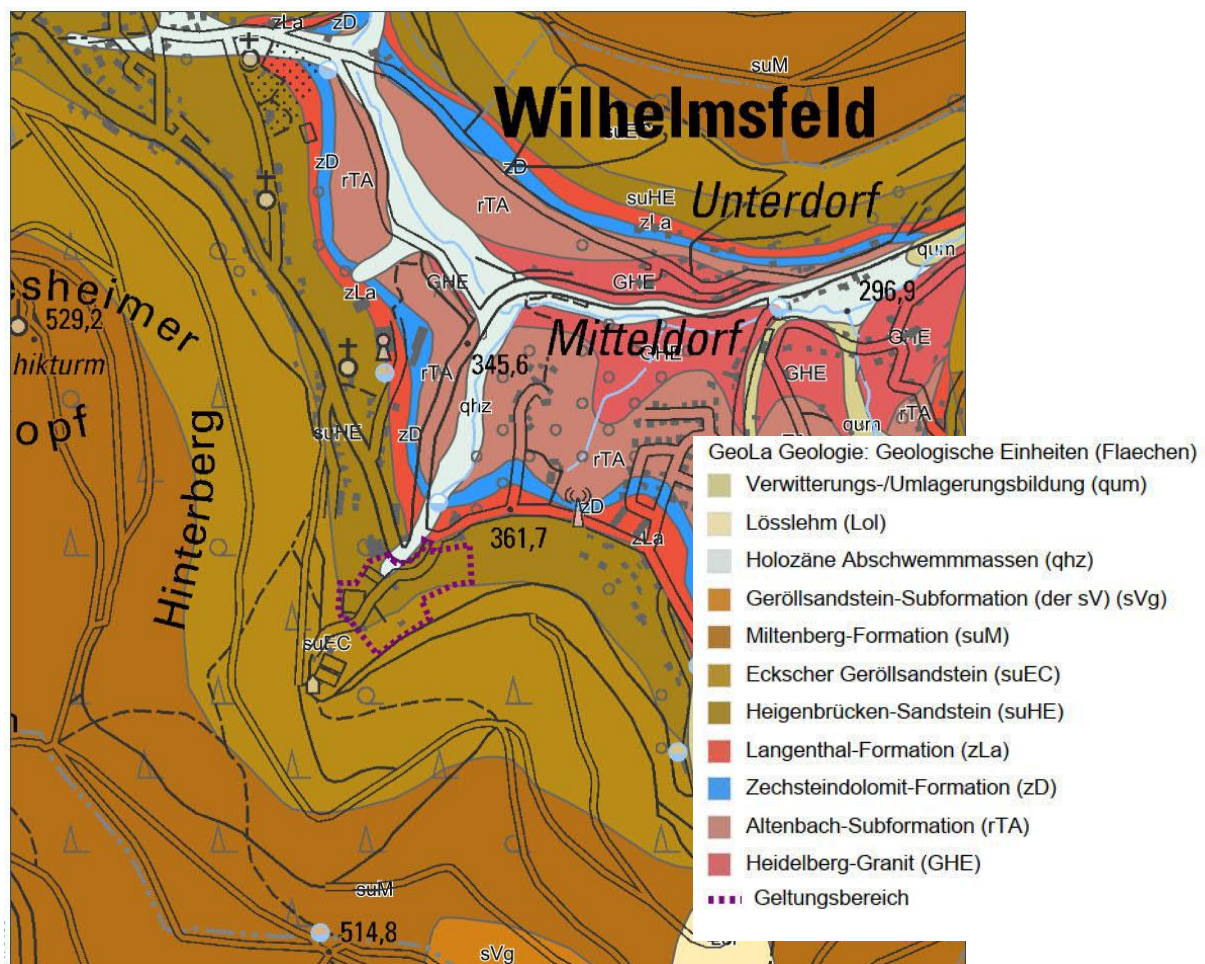 zLa
zD
suM
Wilhelmsfeld
suEC
zD
zD
rTA
rTA
suHE
zLa
Unterdorf
qum
GHE
GHE
zLa
296,9
esheimer
529,2
hikturm
opf
Mitteldorf
GHE
GHE
GHE
345,6
rTA
qhz
rTA
qum
suHE
zD
rTA
Hinterberg
zD
361,7
zLa
suEC
suM
514,8
sVg
GeoLa Geologie: Geologische Einheiten (Flaechen)
Verwitterungs-/Umlagerungsbildung (qum)
Lösslehm (Lol)
Holozäne Abschwemmmassen (qhz)
Geröllsandstein-Subformation (der sV) (sVg)
Miltenberg-Formation (suM)
Eckscher Geröllsandstein (suEC)
Heigenbrücken-Sandstein (suHE)
Langenthal-Formation (zLa)
Zechsteindolomit-Formation (zD)
Altenbach-Subformation (rTA)
Heidelberg-Granit (GHE)
Geltungsbereich